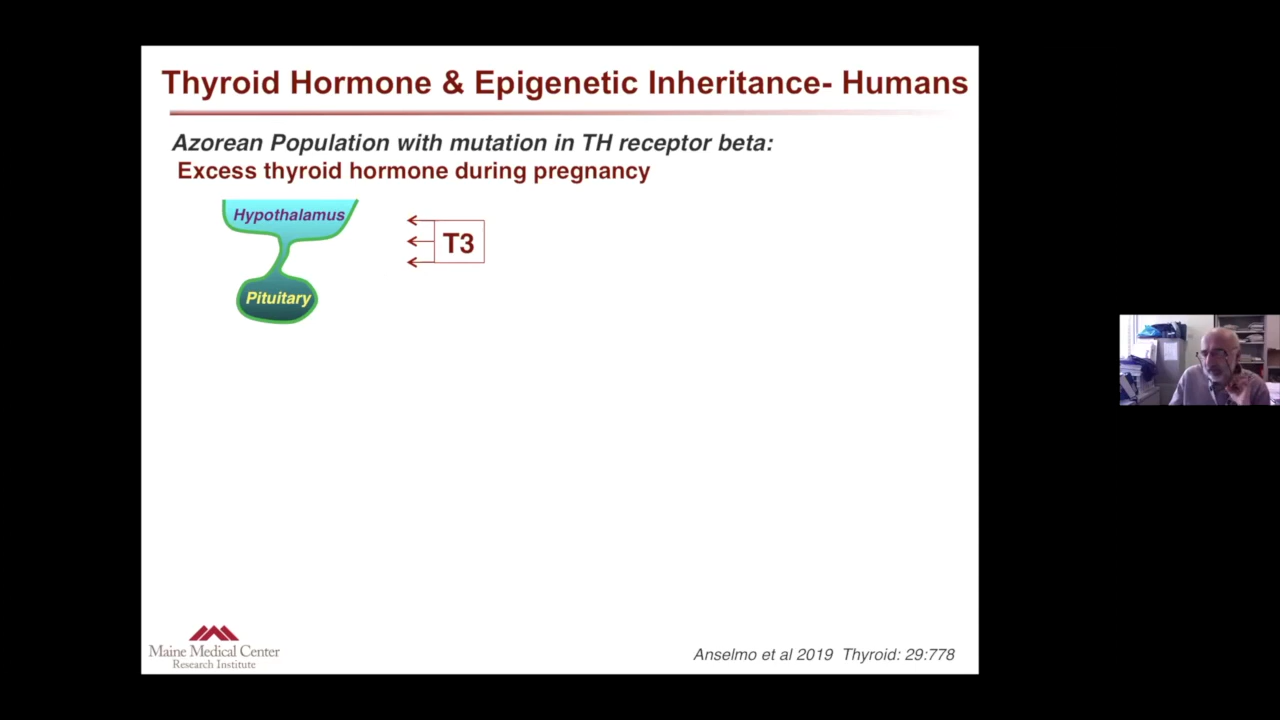 Thyroid Hormone & Epigenetic Inheritance- Humans
Azorean Population with mutation in TH receptor beta:
Excess thyroid hormone during pregnancy
Hypothalamus
T3
Pituitary
Maine Medical Center
Research Institute
Anselmo et al 2019 Thyroid: 29:778